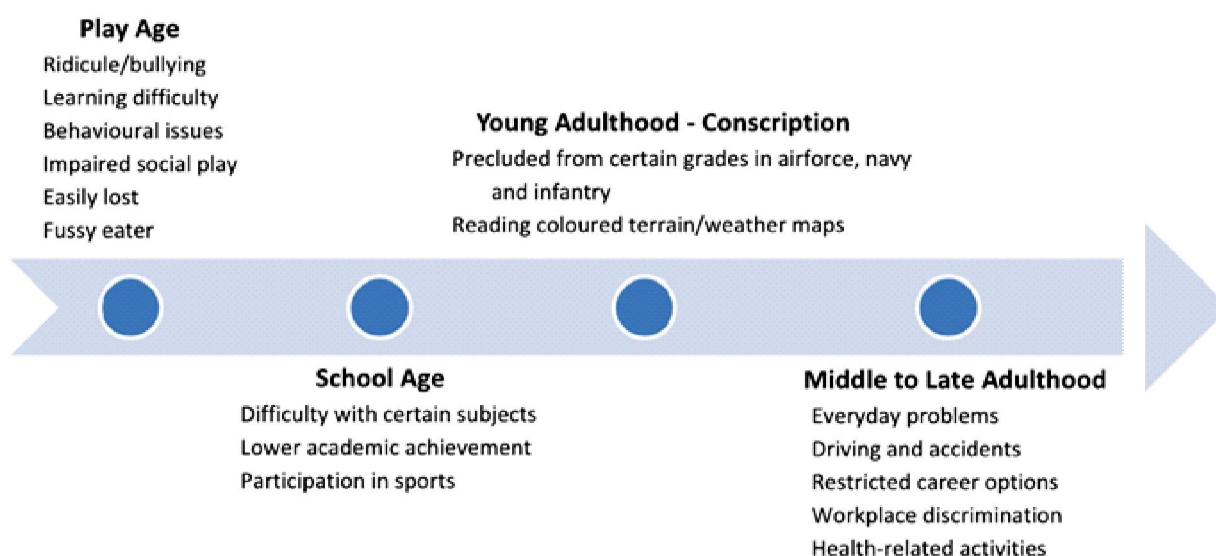 Play Age
Ridicule/bullying
Learning difficulty
Behavioural issues
Impaired social play
Easily lost
Fussy eater
School Age
Difficulty with certain subjects
Lower academic achievement
Participation in sports
Young Adulthood - Conscription
Precluded from certain grades in airforce, navy
and infantry
Reading coloured terrain/weather maps
Middle to Late Adulthood
Everyday problems
Driving and accidents
Restricted career options
Workplace discrimination
Health-related activities